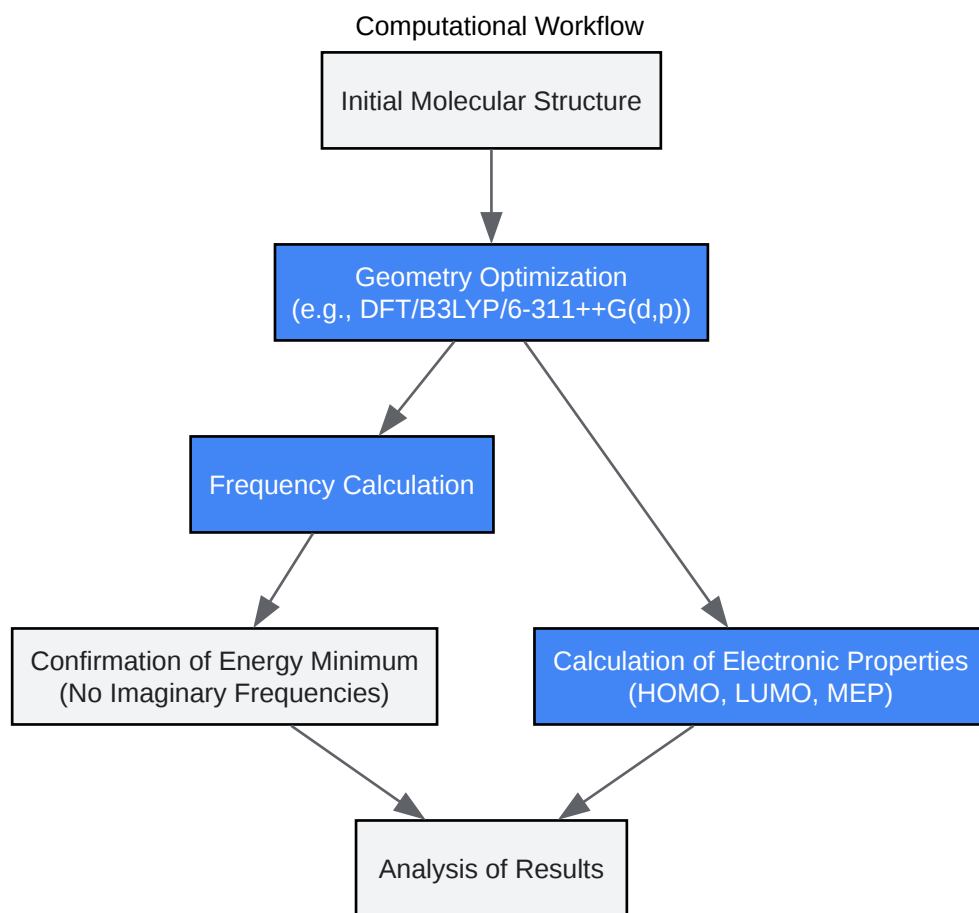 Computational Workflow
Initial Molecular Structure
Geometry Optimization
(e.g., DFT/B3LYP/6-311++G(d,p))
Frequency Calculation
Confirmation of Energy Minimum
(No Imaginary Frequencies)
Calculation of Electronic Properties
(HOMO, LUMO, MEP)
Analysis of Results